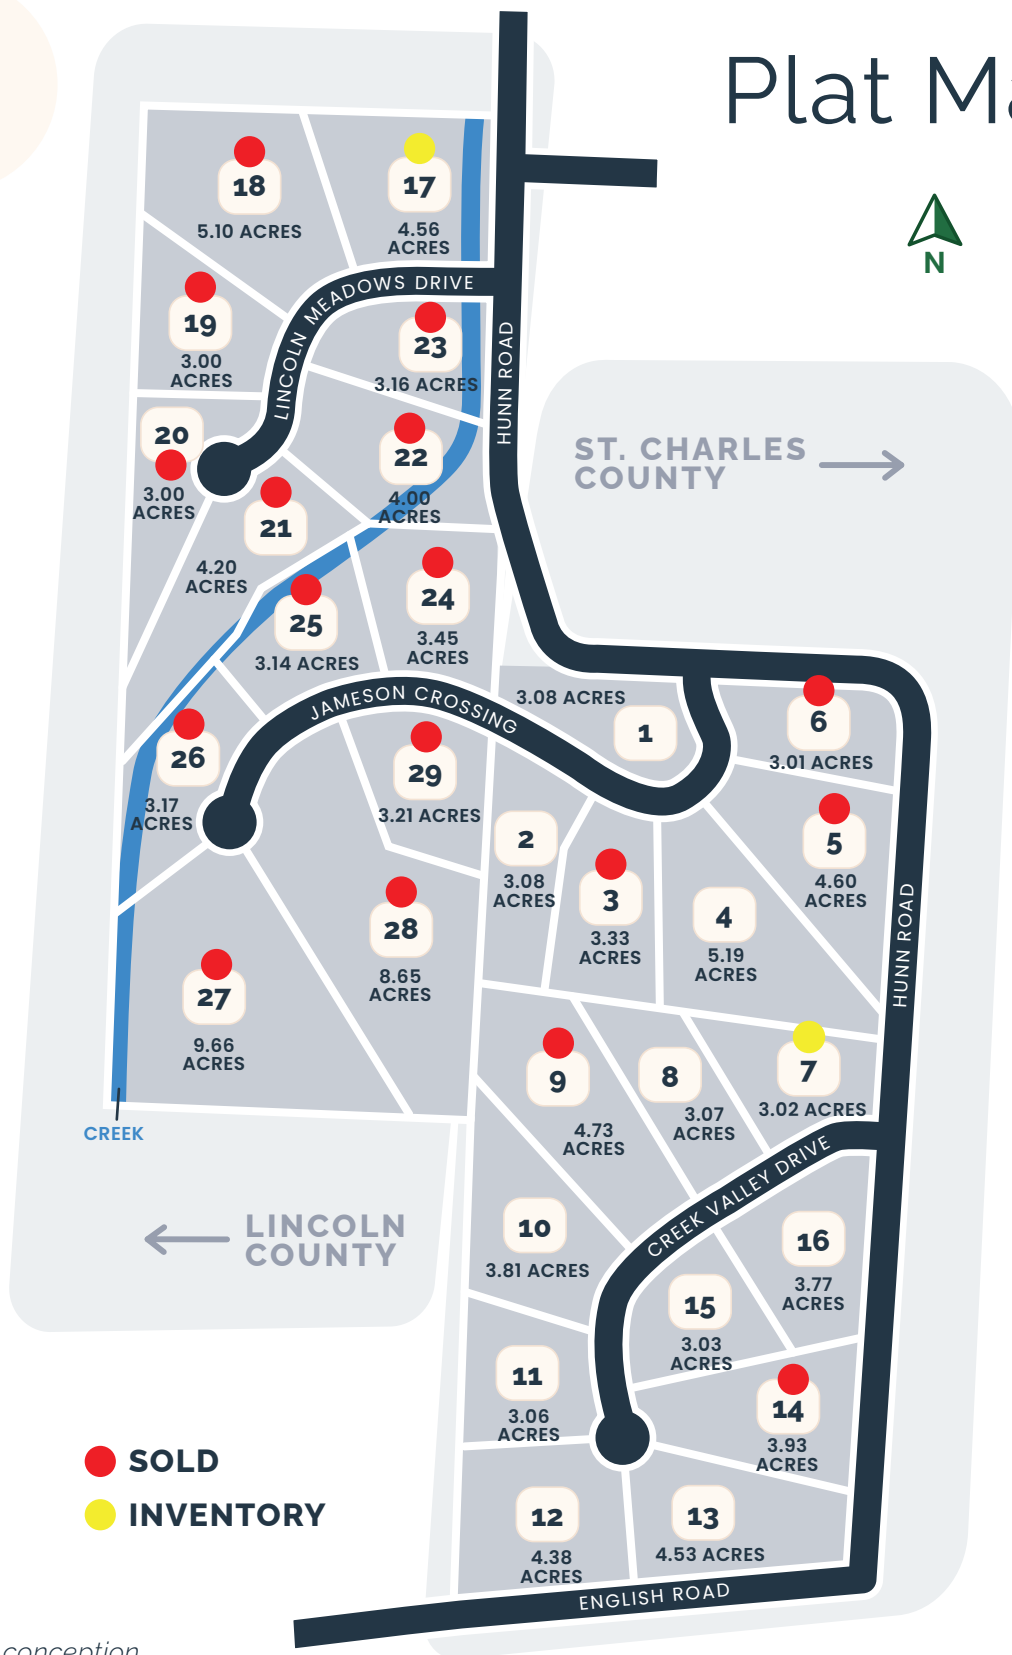 Plat Ma
N
18
5.10 ACRES
17
4.56
ACRES
LINCOLN MEADOWS DRIVE
19
3.00
ACRES
23
3.16 ACRES
HUNN ROAD
20
3.00
ACRES
22
4.00
ACRES
21
4.20
ACRES
ST. CHARLES
COUNTY
25
3.14 ACRES
24
3.45
ACRES
JAMESON CROSSING
3.08 ACRES
1
6
3.01 ACRES
26
3.17
ACRES
29
3.21 ACRES
2
3.08
ACRES
3
3.33
ACRES
4
5.19
ACRES
5
4.60
ACRES
HUNN ROAD
28
8.65
ACRES
27
9.66
ACRES
CREEK
9
4.73
ACRES
8
3.07
ACRES
7
3.02 ACRES
CREEK VALLEY DRIVE
LINCOLN
COUNTY
10
3.81 ACRES
16
3.77
ACRES
15
3.03
ACRES
11
3.06
ACRES
14
3.93
ACRES
SOLD
INVENTORY
12
4.38
ACRES
13
4.53 ACRES
ENGLISH ROAD
conception